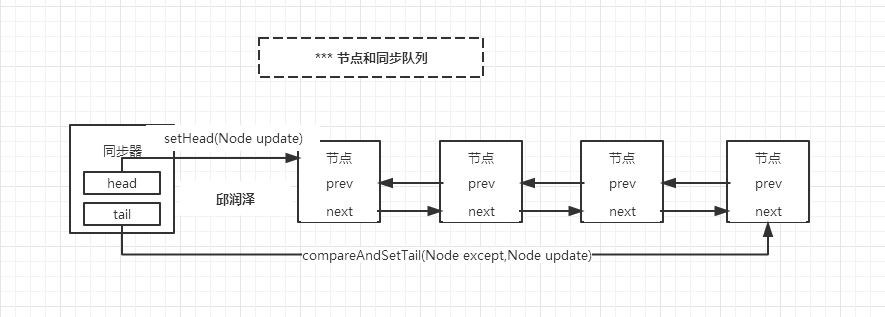 *** 节点和同步队列
setHead(Node update)
同步器
head
tail
邱润泽
节点
prev
next
节点
prev
next
节点
prev
next
节点
prev
next
compareAndSetTail(Node except,Node update)